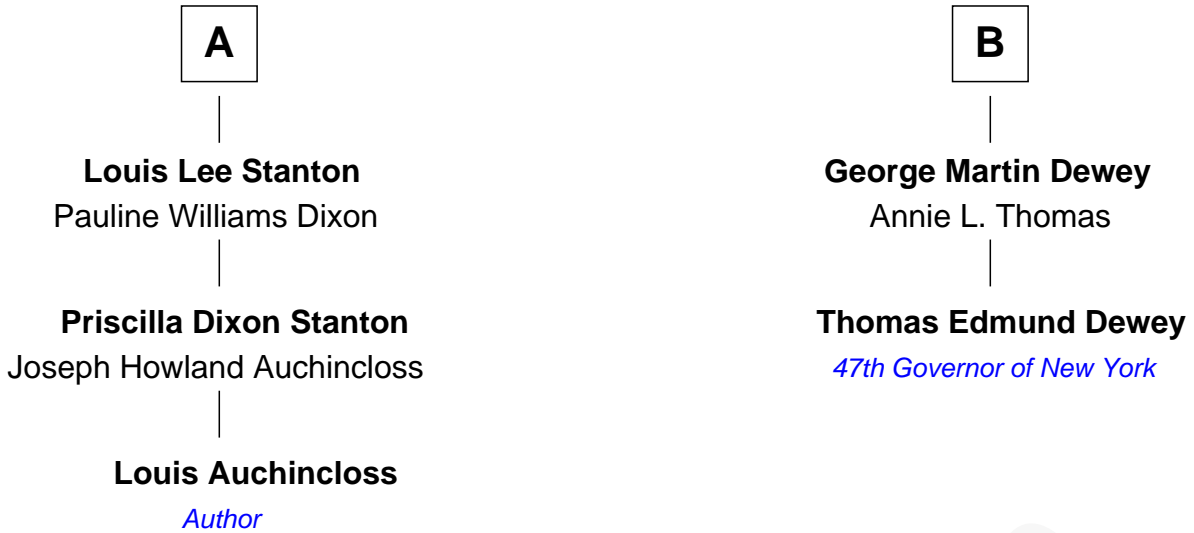 A
Louis Lee Stanton
Pauline Williams Dixon
Priscilla Dixon Stanton
Joseph Howland Auchincloss
Louis Auchincloss
Author
B
George Martin Dewey
Annie L. Thomas
Thomas Edmund Dewey
47th Governor of New York